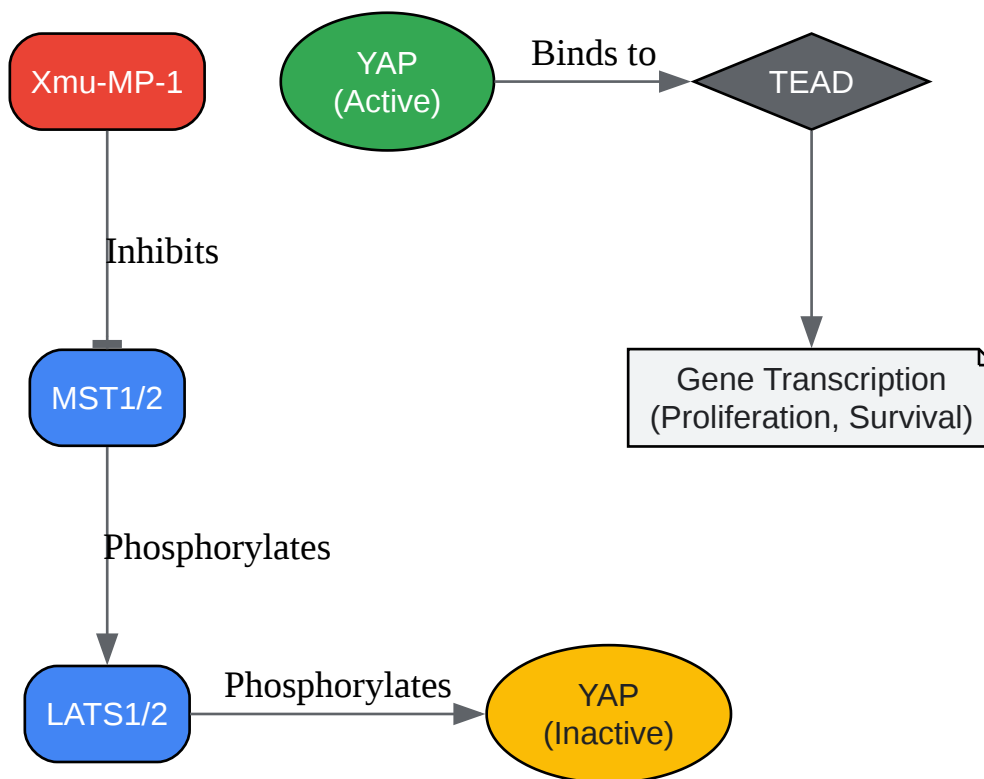 Xmu-MP-1
YAP
(Active)
Binds to
TEAD
Inhibits
MST1/2
Gene Transcription
(Proliferation, Survival)
Phosphorylates
LATS1/2
Phosphorylates
YAP
(Inactive)